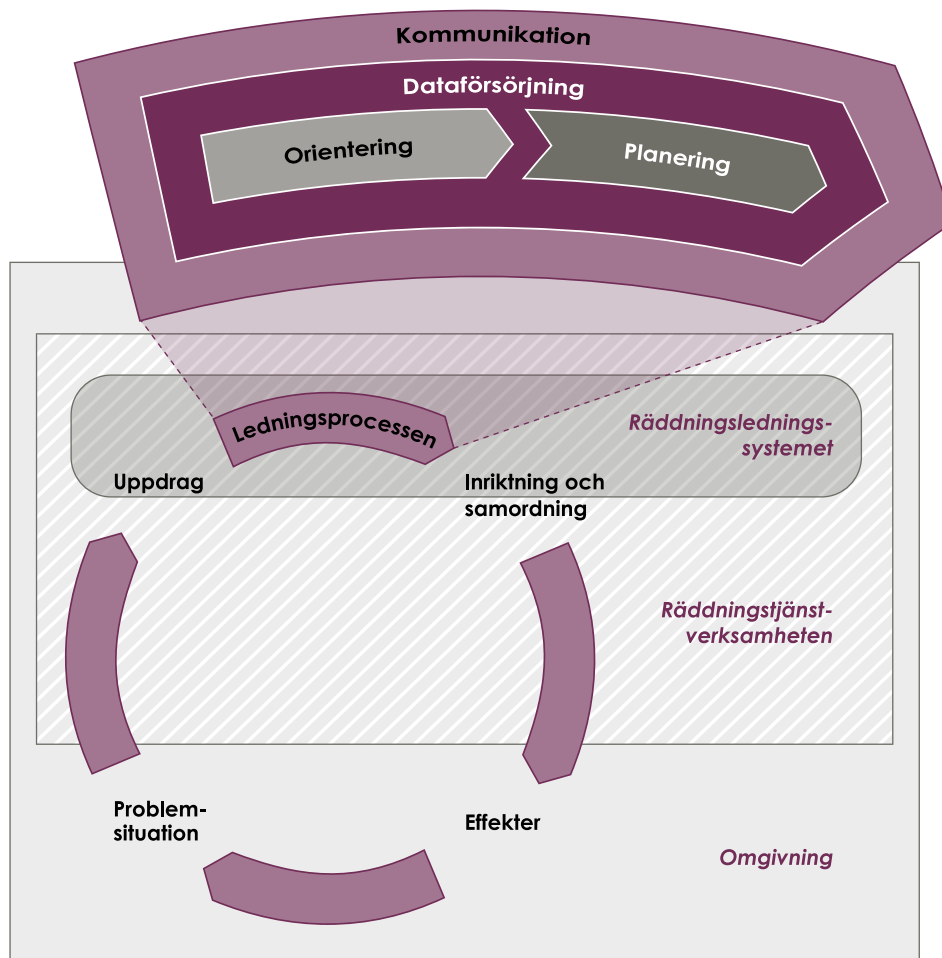 Kommunikation
Dataförsörjning
Orientering
Planering
Ledningsprocessen
Räddningslednings-
systemet
Uppdrag
Inriktning och
samordning
Räddningstjänst-
verksamheten
Problem-
situation
Effekter
Omgivning